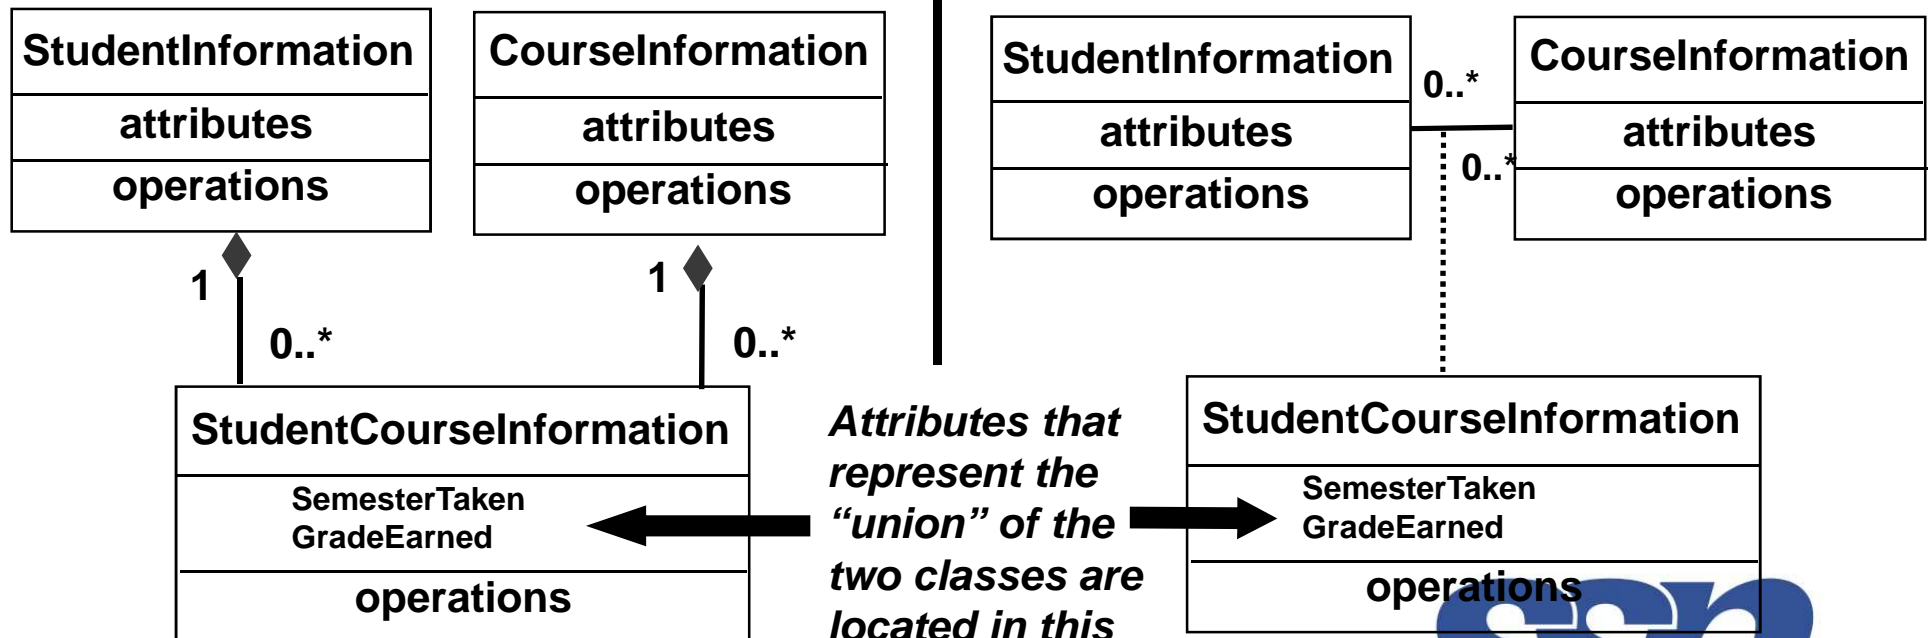 StudentInformation
attributes
operations
CourseInformation
attributes
operations
1
0..*
1
0..*
StudentCourseInformation
SemesterTaken
GradeEarned
operations
Attributes that
represent the
“union” of the
two classes are
located in this
StudentInformation
attributes
operations
0..*
0..*
CourseInformation
attributes
operations
StudentCourseInformation
SemesterTaken
GradeEarned
operations
ssn